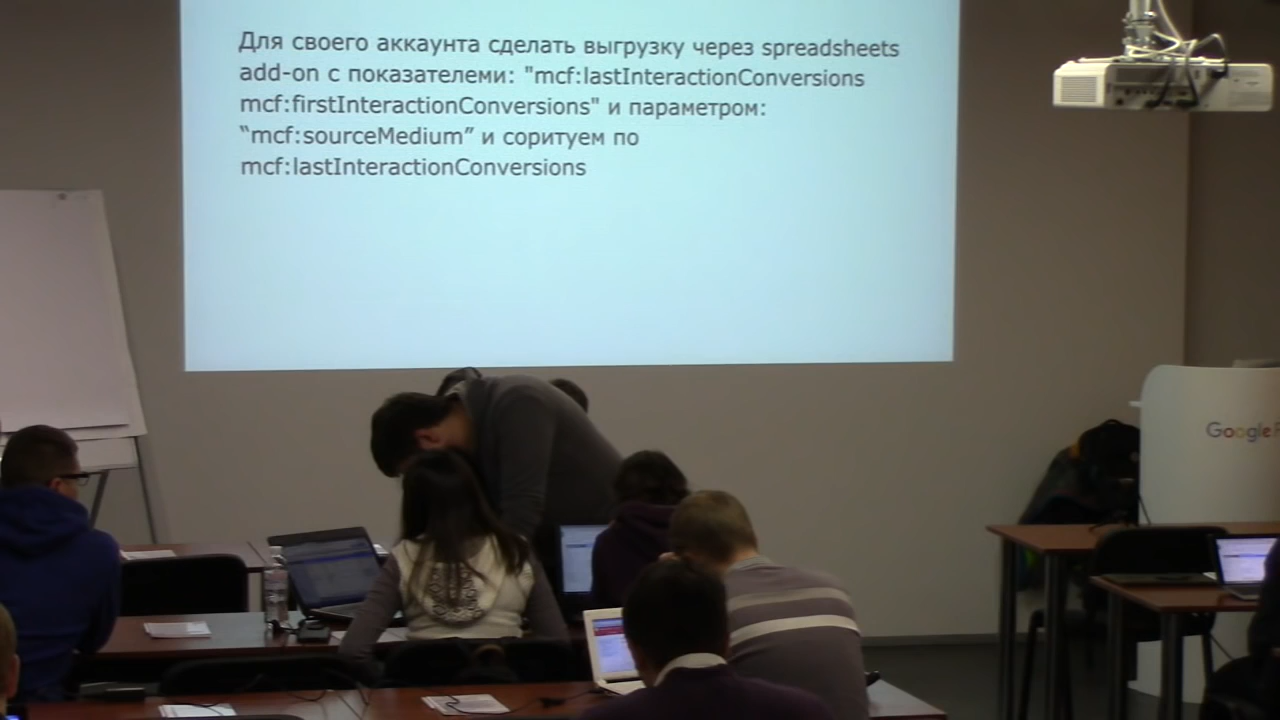 Для своего аккаунта сделать выгрузку через spreadsheets
add-on с показателеми: "mcf:lastInteractionConversions
mcf:firstInteractionConversions" и параметром:
“mcf:sourceMedium” и соритуем по
mcf:lastInteractionConversions
Google